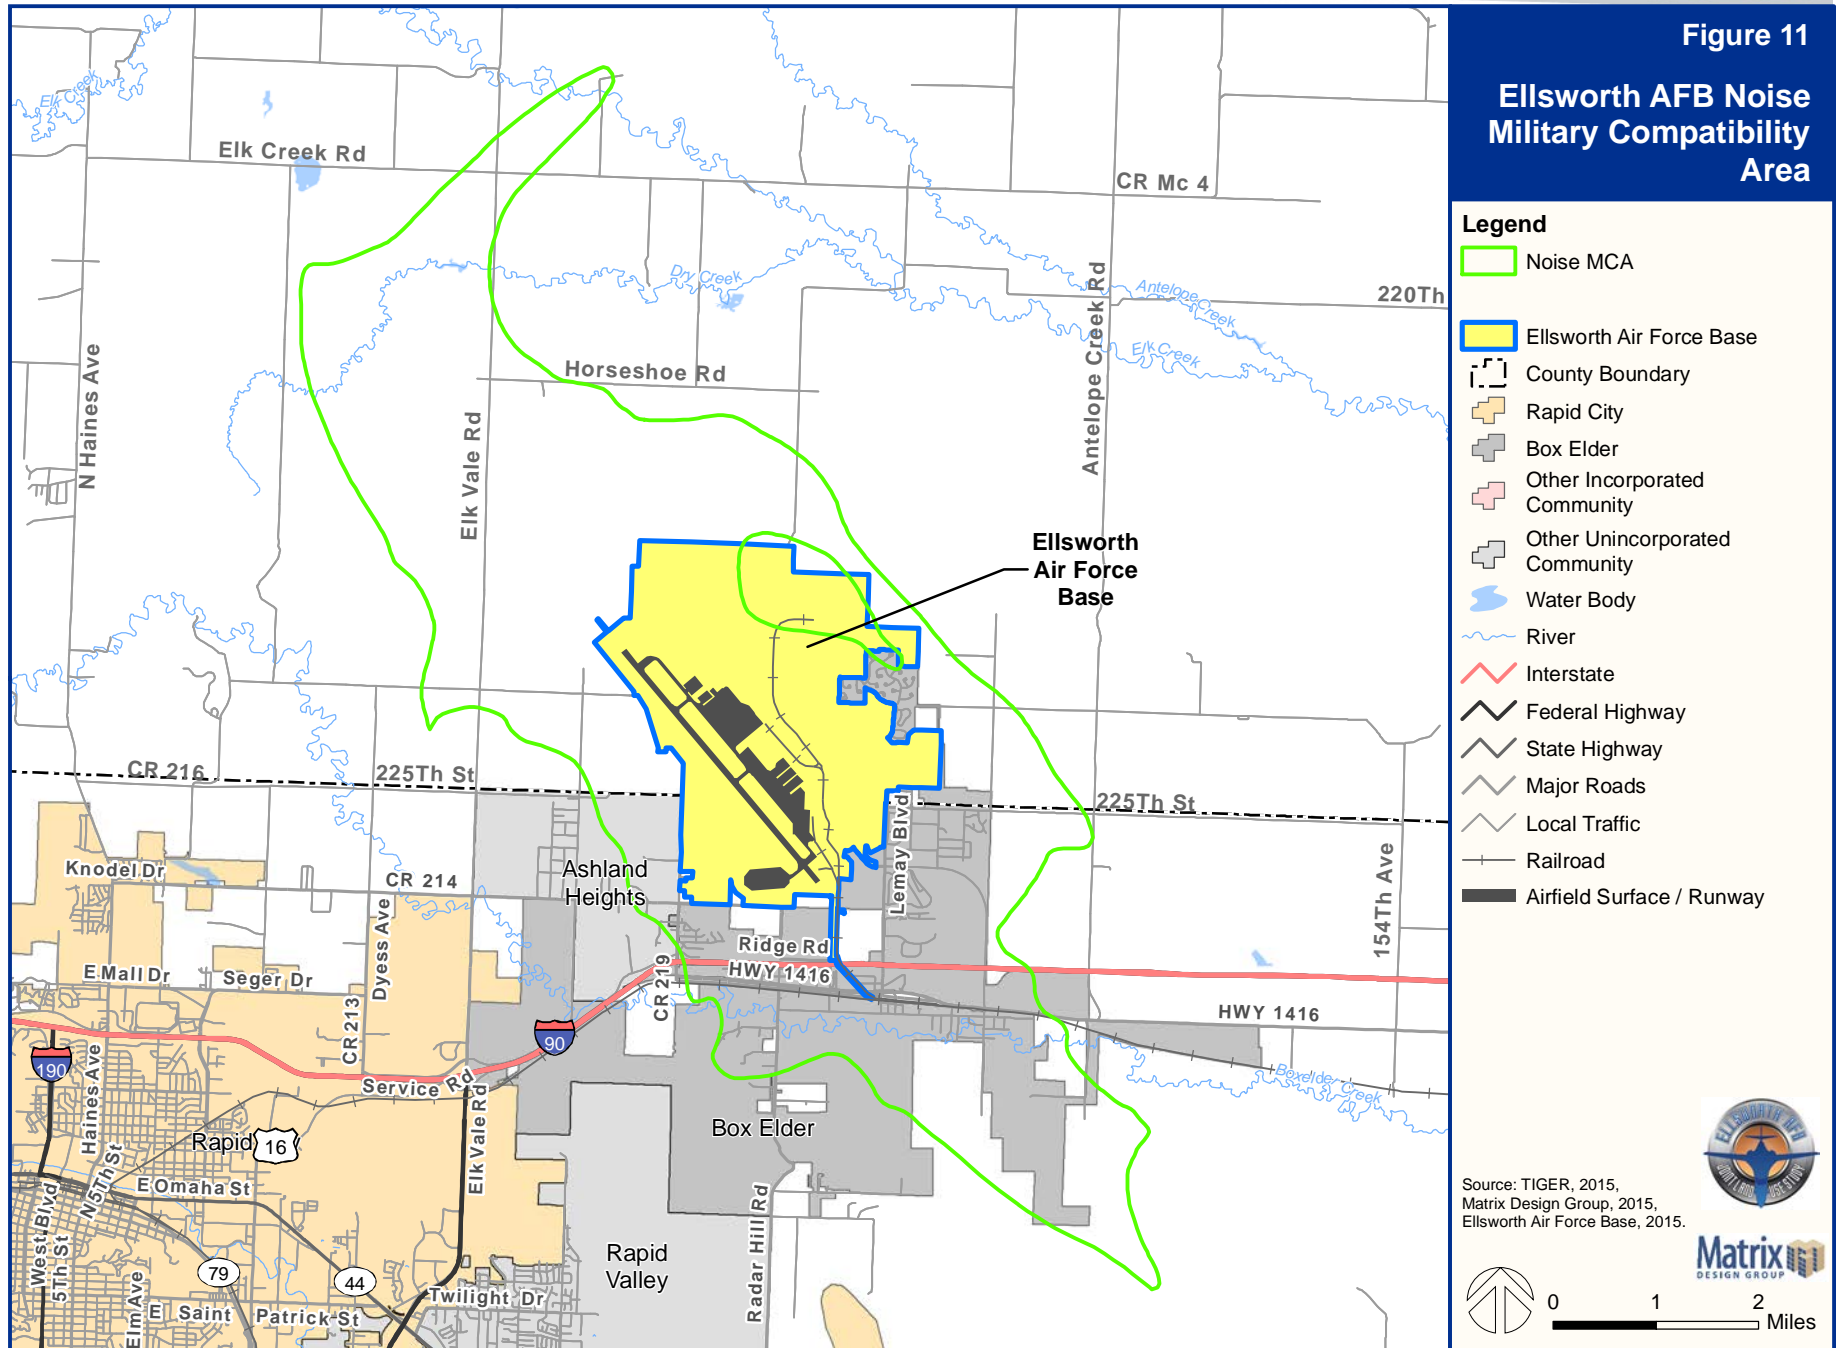 Figure 11
Ellsworth AFB Noise
Military Compatibility
Area
Legend
Noise MCA
Ellsworth Air Force Base
County Boundary
Rapid City
Box Elder
Other Incorporated
Community
Other Unincorporated
Community
Water Body
River
Interstate
Federal Highway
State Highway
Major Roads
Local Traffic
Railroad
Airfield Surface / Runway
Source: TIGER, 2015,
Matrix Design Group, 2015,
Ellsworth Air Force Base, 2015.
ELLSWORTH AFB
JOINT LAND USE STUDY
Matrix
DESIGN GROUP
0 1 2
Miles
Elk Creek
Elk Creek Rd
CR Mc 4
Dry Creek
Antelope Creek
220Th
Elk Creek
N Haines Ave
Horseshoe Rd
Antelope Creek Rd
Elk Vale Rd
Ellsworth
Air Force
Base
CR 216
225Th St
225Th St
Knodel Dr
CR 214
Ashland
Heights
Lemay Blvd
154Th Ave
Dyess Ave
E Mall Dr
Seger Dr
CR 213
CR 219
Ridge Rd
HWY 1416
HWY 1416
90
190
Haines Ave
Service Rd
Elk Vale Rd
Boxelder Creek
Rapid
16
Box Elder
N 5Th St
E Omaha St
West Blvd
5Th St
Rapid
Valley
Radar Hill Rd
79
44
Twilight Dr
Elm Ave
E Saint Patrick St